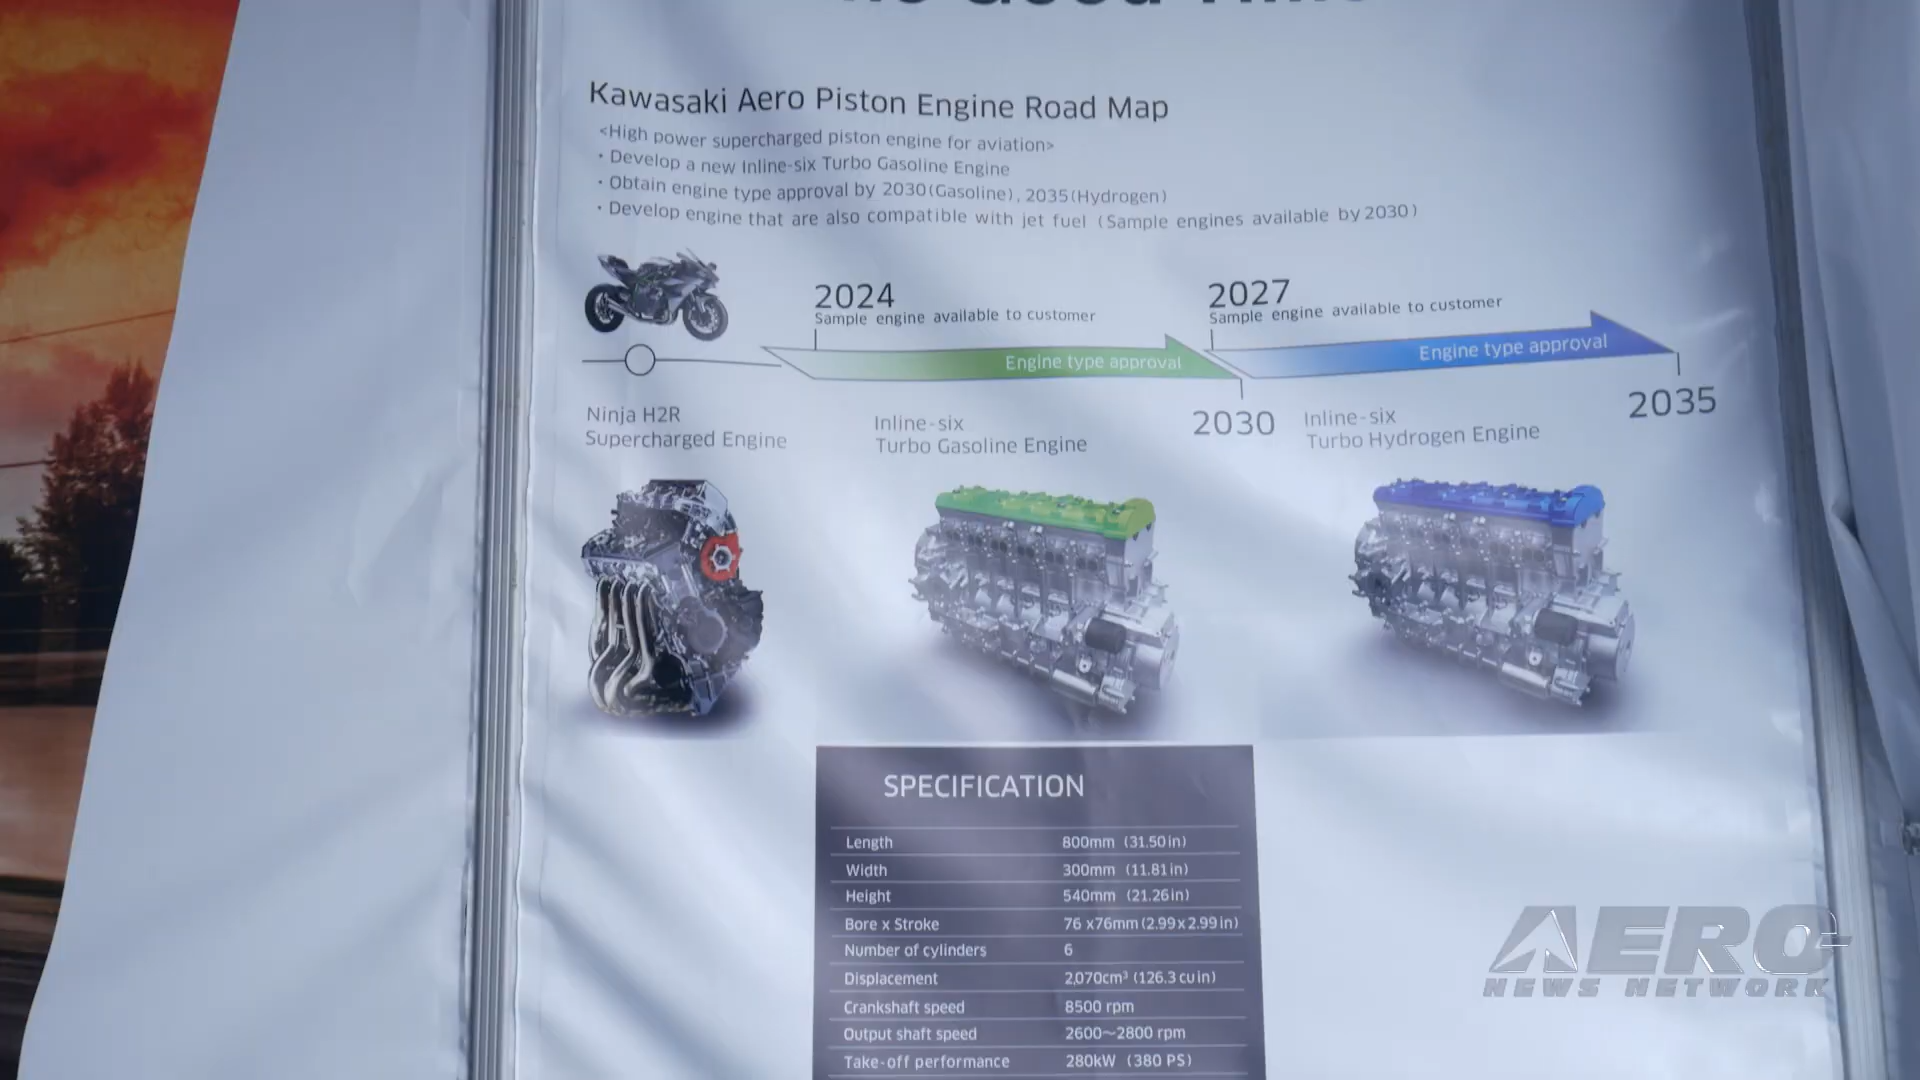 Kawasaki Aero Piston Engine Road Map
<High power supercharged piston engine for aviation>
・Develop a new Inline-six Turbo Gasoline Engine
・Obtain engine type approval by 2030(Gasoline), 2035(Hydrogen)
・Develop engine that are also compatible with jet fuel (Sample engines available by 2030)
2024
Sample engine available to customer
2027
Sample engine available to customer
Engine type approval
Engine type approval
2030
2035
Ninja H2R
Supercharged Engine
Inline-six
Turbo Gasoline Engine
Inline-six
Turbo Hydrogen Engine
SPECIFICATION
Length 800mm (31.50in)
Width 300mm (11.81in)
Height 540mm (21.26in)
Bore x Stroke 76 x76mm (2.99x2.99in)
Number of cylinders 6
Displacement 2,070cm³ (126.3 cuin)
Crankshaft speed 8500 rpm
Output shaft speed 2600~2800 rpm
Take-off performance 280kW (380 PS)
AERO
NEWS NETWORK